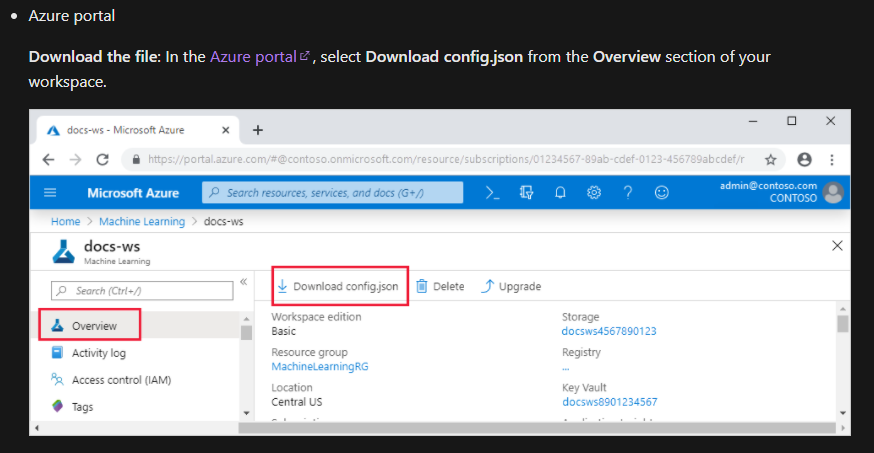 Azure portal
Download the file: In the Azure portal, select Download config.json from the Overview section of your
workspace.
docs-ws - Microsoft Azure
https://portal.azure.com/#@contoso.onmicrosoft.com/resource/subscriptions/01234567-89ab-cdef-0123-456789abcdef/r
Microsoft Azure
Search resources, services, and docs (G+/)
admin@contoso.com
CONTOSO
Home > Machine Learning > docs-ws
docs-ws
Machine Learning
Search (Ctrl+/)
Overview
Activity log
Access control (IAM)
Tags
Download config.json
Delete
Upgrade
Workspace edition
Basic
Resource group
MachineLearningRG
Location
Central US
Storage
docsws4567890123
Registry
...
Key Vault
docsws8901234567